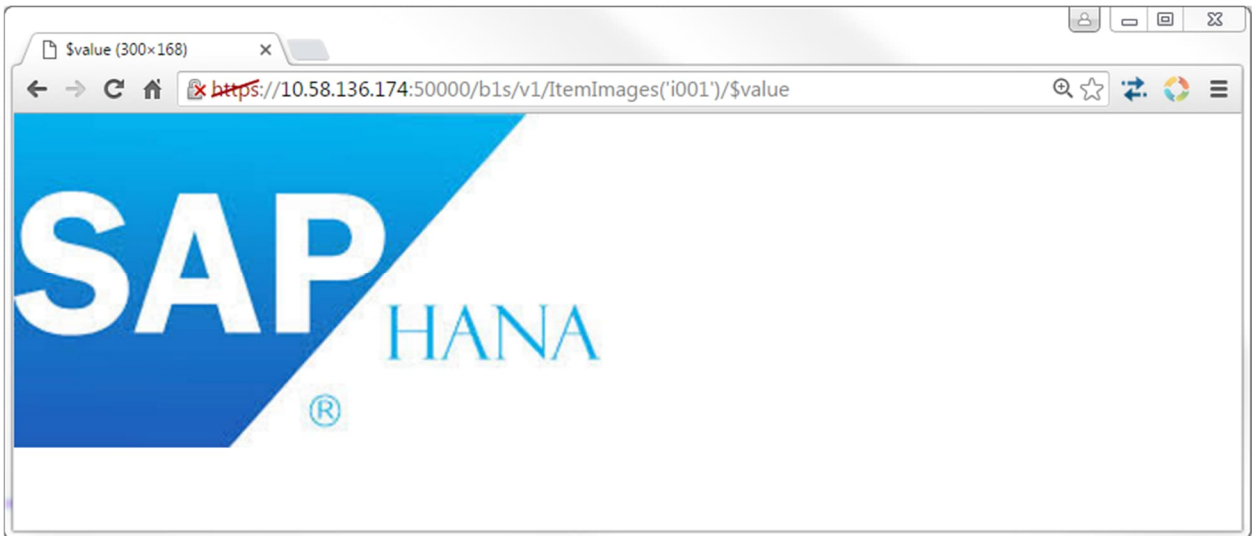 $value (300×168)
https://10.58.136.174:50000/b1s/v1/ItemImages('i001')/$value
SAP
HANA
®